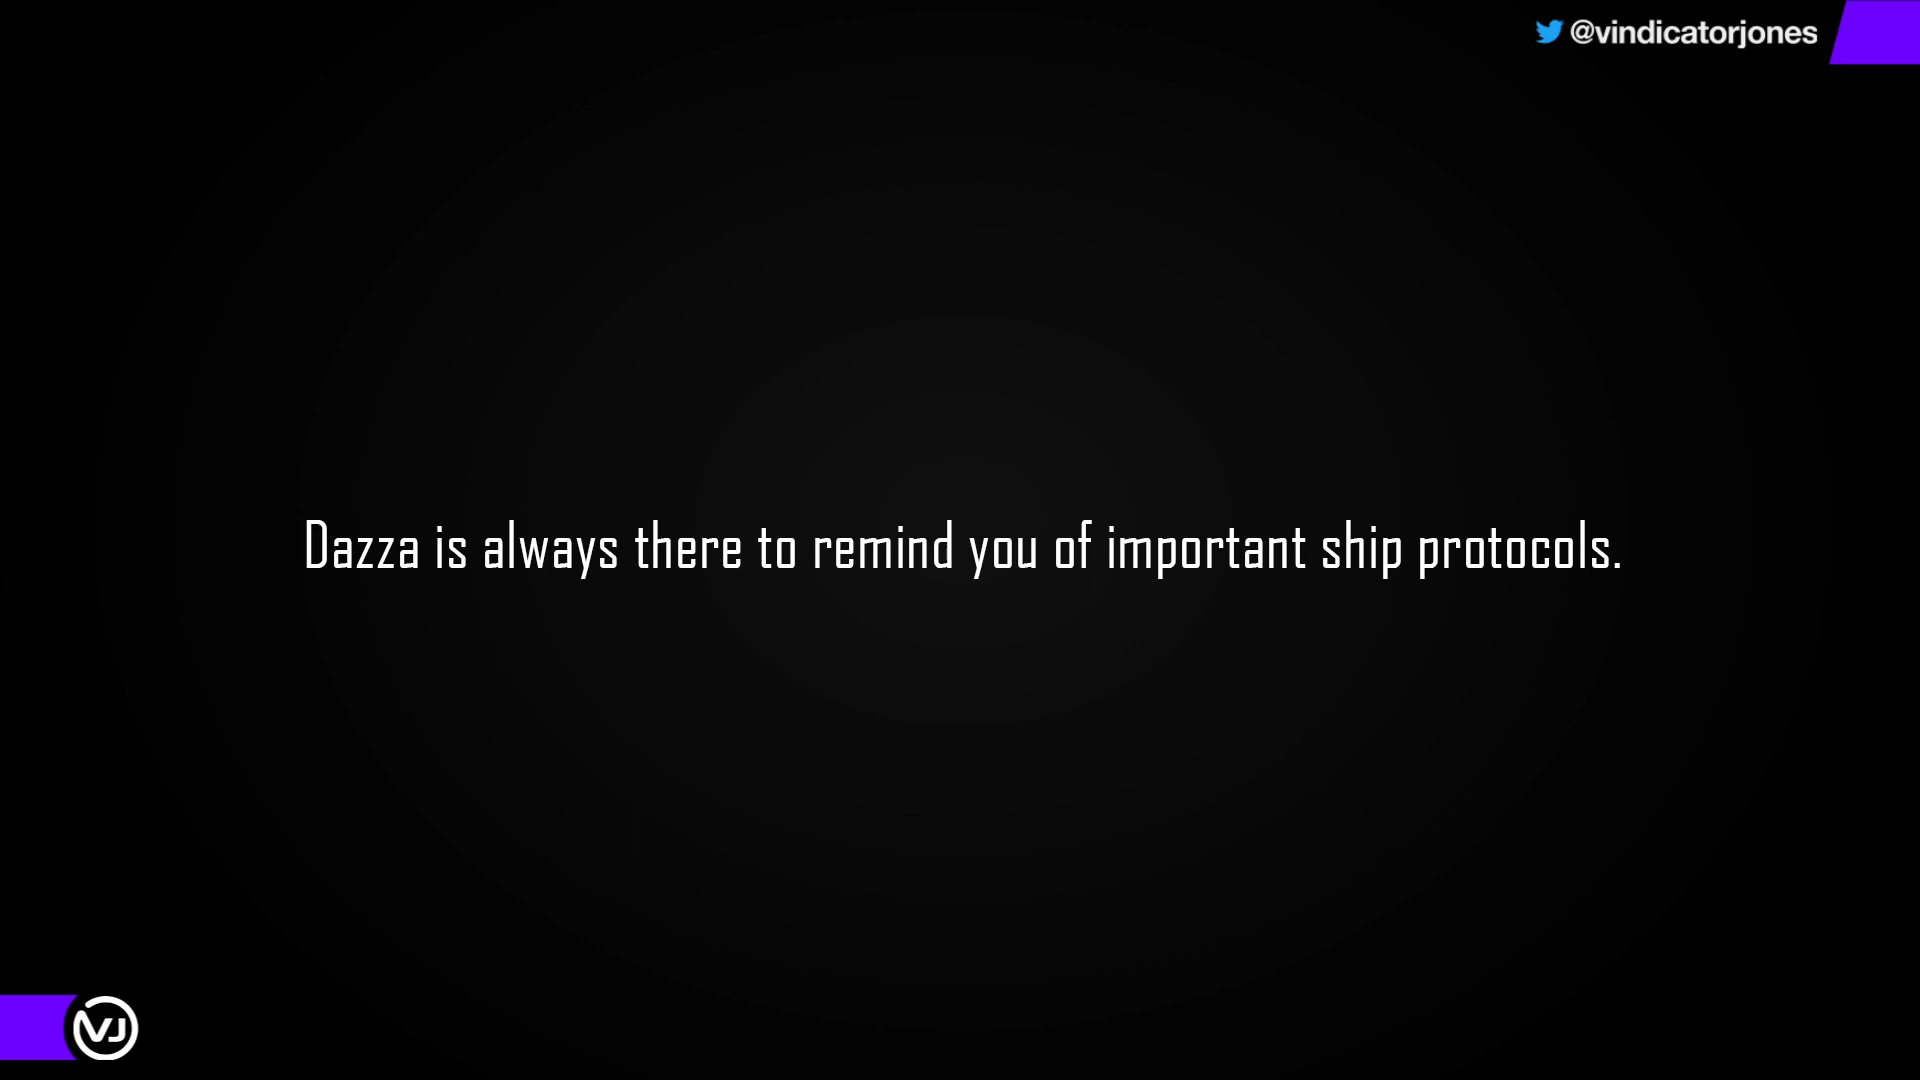 @vindicatorjones
Dazza is always there to remind you of important ship protocols.
VJ